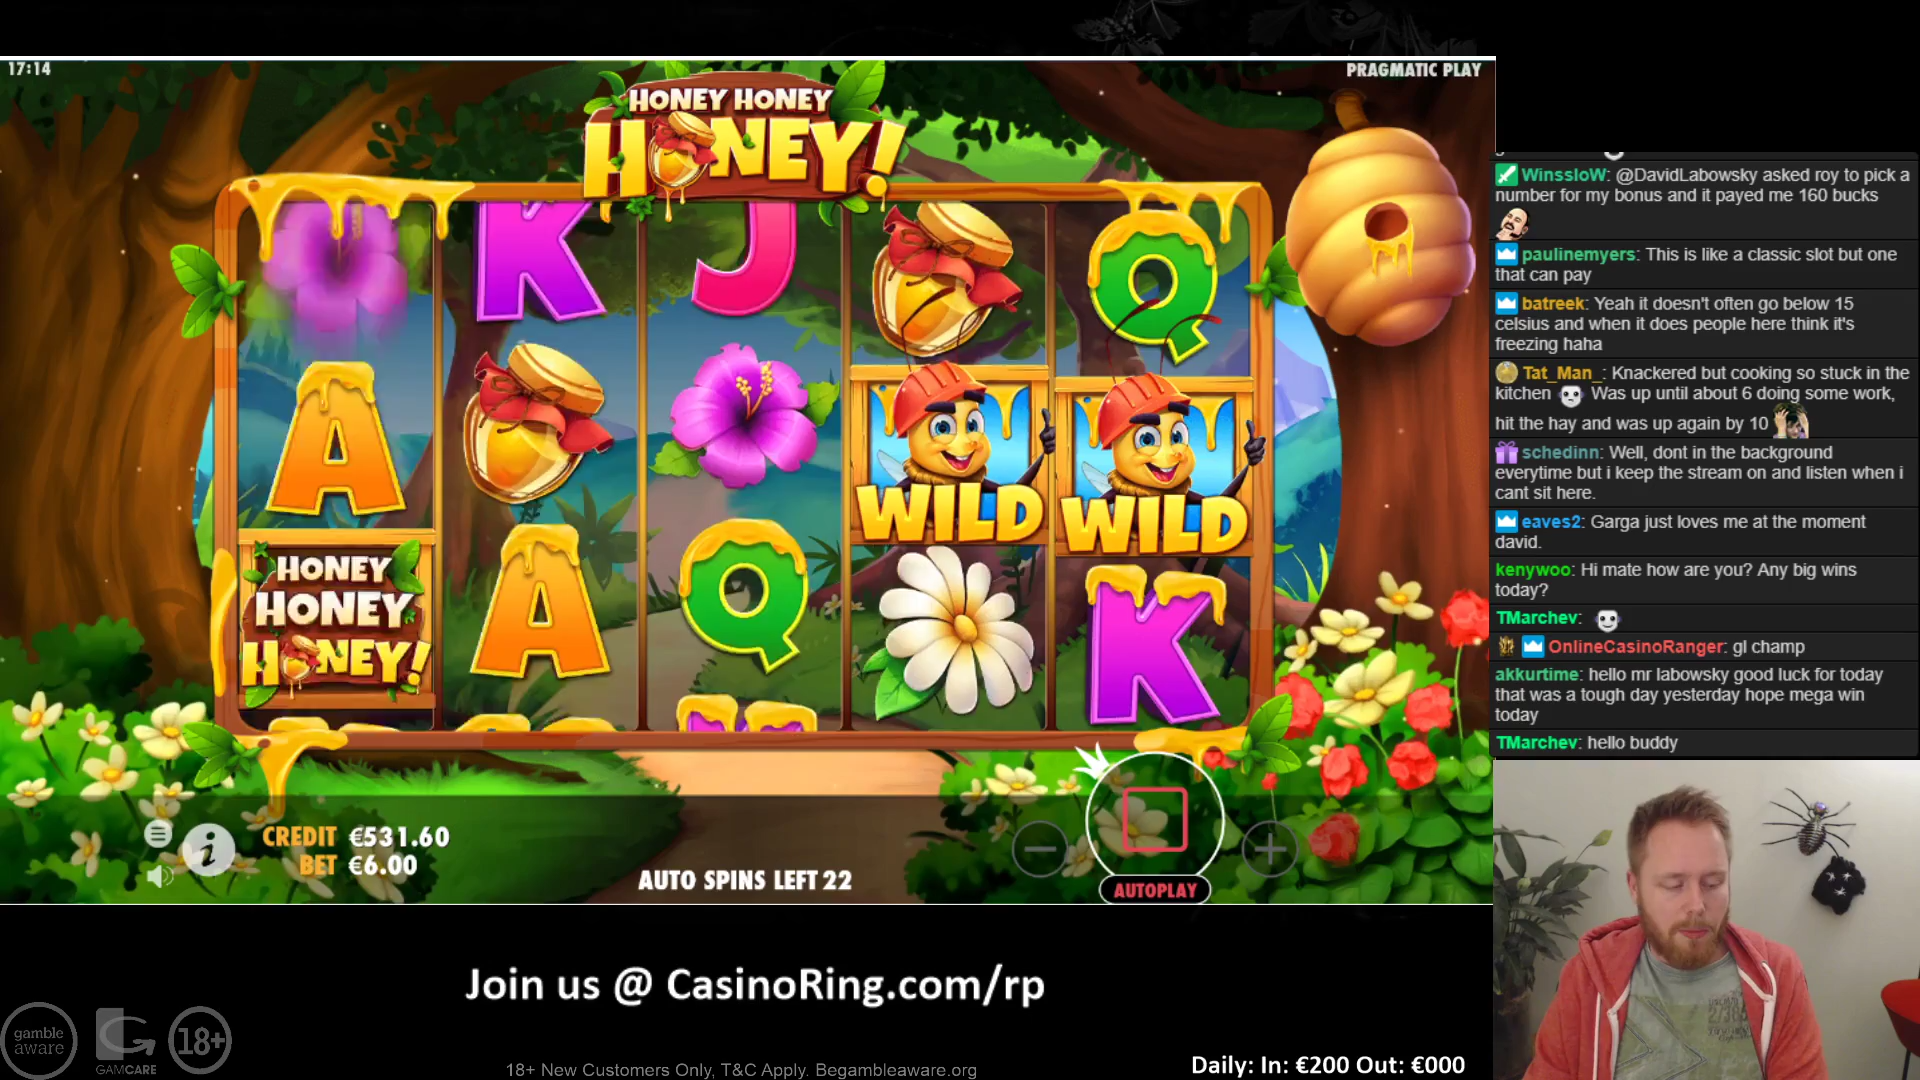 17:14
PRAGMATIC PLAY
HONEY HONEY
HONEY!
K
J
Q
A
WILD
WILD
HONEY
HONEY
HONEY!
A
Q
K
CREDIT €531.60
BET €6.00
AUTO SPINS LEFT 22
AUTOPLAY
WinssloW: @DavidLabowsky asked roy to pick a
number for my bonus and it payed me 160 bucks
paulinemyers: This is like a classic slot but one
that can pay
batreek: Yeah it doesn't often go below 15
celsius and when it does people here think it's
freezing haha
Tat_Man_: Knackered but cooking so stuck in the
kitchen Was up until about 6 doing some work,
hit the hay and was up again by 10
schedinn: Well, dont in the background
everytime but i keep the stream on and listen when i
cant sit here.
eaves2: Garga just loves me at the moment
david.
kenywoo: Hi mate how are you? Any big wins
today?
TMarchev:
OnlineCasinoRanger: gl champ
akkurtime: hello mr labowsky good luck for today
that was a tough day yesterday hope mega win
today
TMarchev: hello buddy
Join us @ CasinoRing.com/rp
gamble
aware
GAMCARE
18+
18+ New Customers Only, T&C Apply. Begambleaware.org
Daily: In: €200 Out: €000